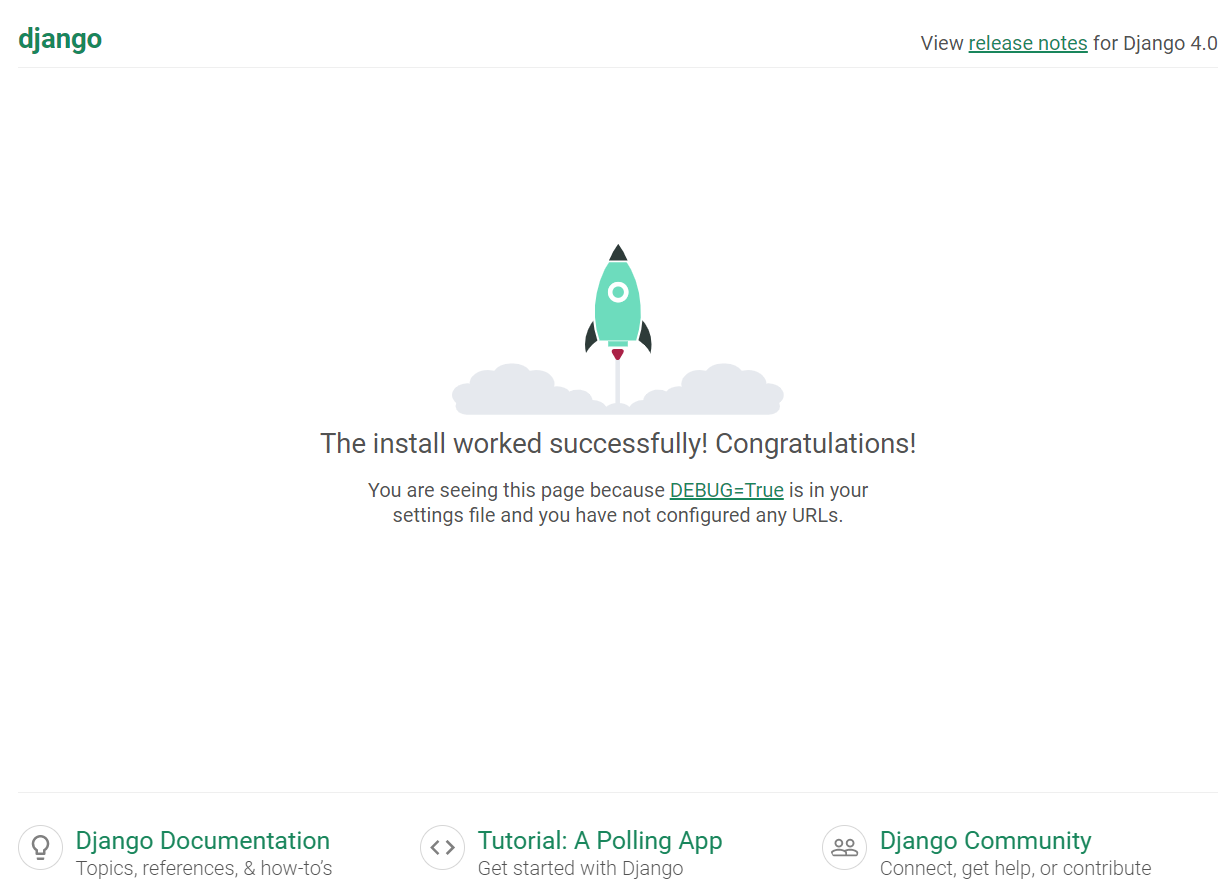 django
View release notes for Django 4.0
The install worked successfully! Congratulations!
You are seeing this page because DEBUG=True is in your
settings file and you have not configured any URLs.
Django Documentation
Topics, references, & how-to’s
Tutorial: A Polling App
Get started with Django
Django Community
Connect, get help, or contribute